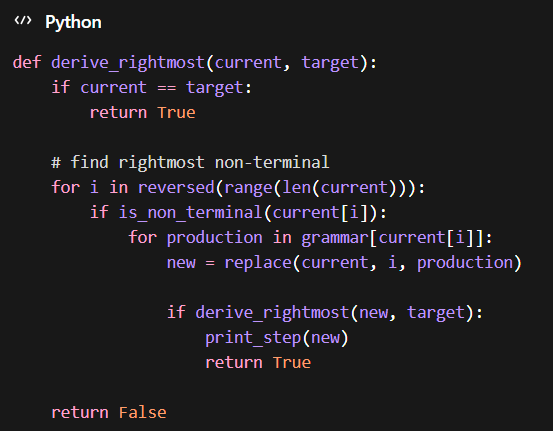 </> Python
def derive_rightmost(current, target):
    if current == target:
        return True

    # find rightmost non-terminal
    for i in reversed(range(len(current))):
        if is_non_terminal(current[i]):
            for production in grammar[current[i]]:
                new = replace(current, i, production)

                if derive_rightmost(new, target):
                    print_step(new)
                    return True

    return False